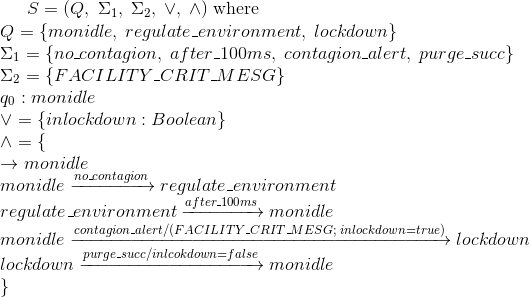 S = (Q, Σ₁, Σ₂, ∨, ∧) where
Q = {monidle, regulate_environment, lockdown}
Σ₁ = {no_contagion, after_100ms, contagion_alert, purge_succ}
Σ₂ = {FACILITY_CRIT_MESG}
q₀ : monidle
∨ = {inlockdown : Boolean}
∧ = {
→ monidle
monidle —no_contagion→ regulate_environment
regulate_environment —after_100ms→ monidle
monidle —contagion_alert/(FACILITY_CRIT_MESG; inlockdown=true)→ lockdown
lockdown —purge_succ/inlcokdown=false→ monidle
}